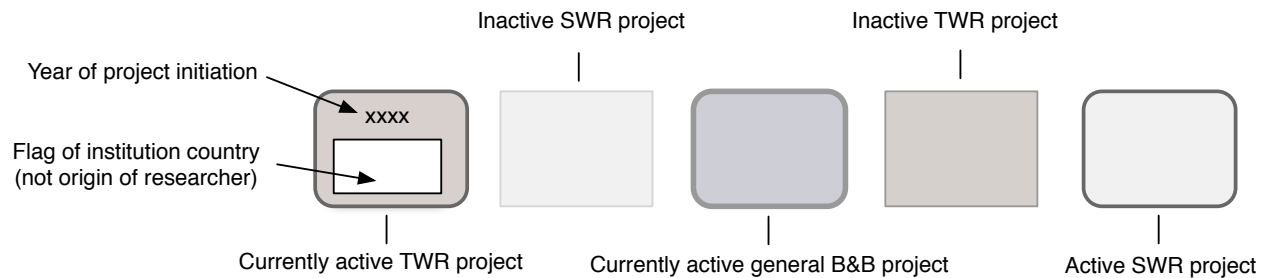 Inactive SWR project
Inactive TWR project
Year of project initiation
xxxx
Flag of institution country
(not origin of researcher)
Currently active TWR project
Currently active general B&B project
Active SWR project